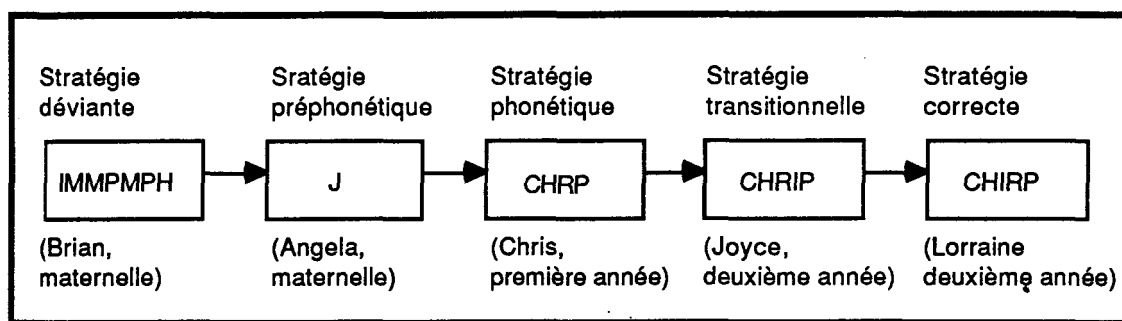 Stratégie déviante
Sratégie préphonétique
Stratégie phonétique
Stratégie transitionnelle
Stratégie correcte
IMMPMPH
J
CHRP
CHRIP
CHIRP
(Brian, maternelle)
(Angela, maternelle)
(Chris, première année)
(Joyce, deuxième année)
(Lorraine deuxième année)